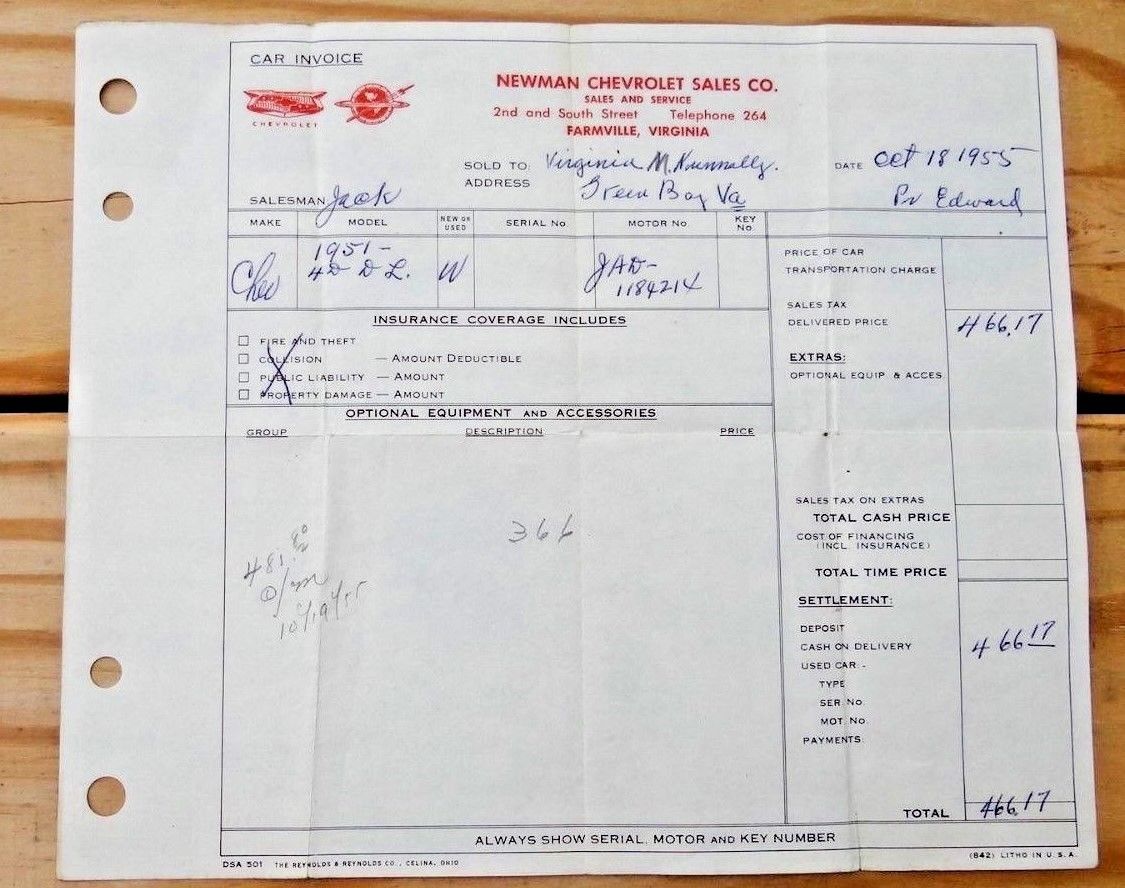 CAR INVOICE
CHEVROLET
NEWMAN CHEVROLET SALES CO.
SALES AND SERVICE
2nd and South Street Telephone 264
FARMVILLE, VIRGINIA
SOLD TO: Virginia M. Nunnally. DATE Oct 18 1955
ADDRESS Green Bay Va Pr Edward
SALESMAN Jack
MAKE MODEL NEW OR USED SERIAL No MOTOR No KEY No.
Chev 1951- 4D D L. JAD- 1184214
PRICE OF CAR
TRANSPORTATION CHARGE
SALES TAX
DELIVERED PRICE 466.17
INSURANCE COVERAGE INCLUDES
FIRE AND THEFT
COLLISION — AMOUNT DEDUCTIBLE
PUBLIC LIABILITY — AMOUNT
PROPERTY DAMAGE — AMOUNT
EXTRAS:
OPTIONAL EQUIP & ACCES.
OPTIONAL EQUIPMENT AND ACCESSORIES
GROUP DESCRIPTION PRICE
366
481.
10/19/55
SALES TAX ON EXTRAS
TOTAL CASH PRICE
COST OF FINANCING
(INCL. INSURANCE)
TOTAL TIME PRICE
SETTLEMENT:
DEPOSIT
CASH ON DELIVERY 466 17
USED CAR -
TYPE
SER. No.
MOT. No.
PAYMENTS:
TOTAL 466.17
ALWAYS SHOW SERIAL, MOTOR AND KEY NUMBER
DSA 501 THE REYNOLDS & REYNOLDS CO., CELINA, OHIO (842) LITHO IN U.S.A.